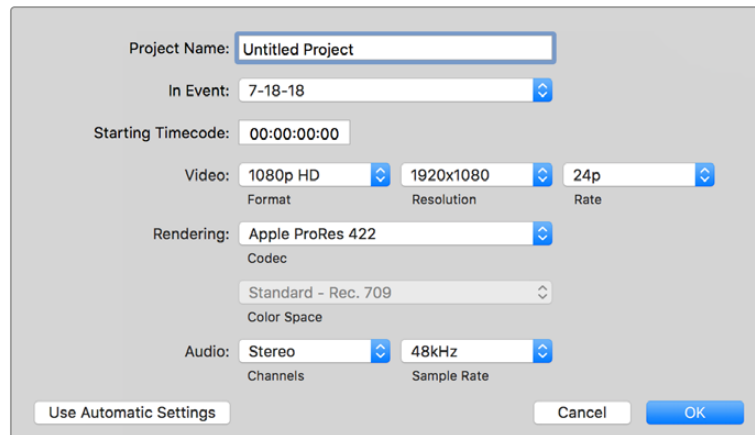 Project Name: Untitled Project
In Event: 7-18-18
Starting Timecode: 00:00:00:00
Video: 1080p HD 1920x1080 24p
Format Resolution Rate
Rendering: Apple ProRes 422
Codec
Standard - Rec. 709
Color Space
Audio: Stereo 48kHz
Channels Sample Rate
Use Automatic Settings Cancel OK